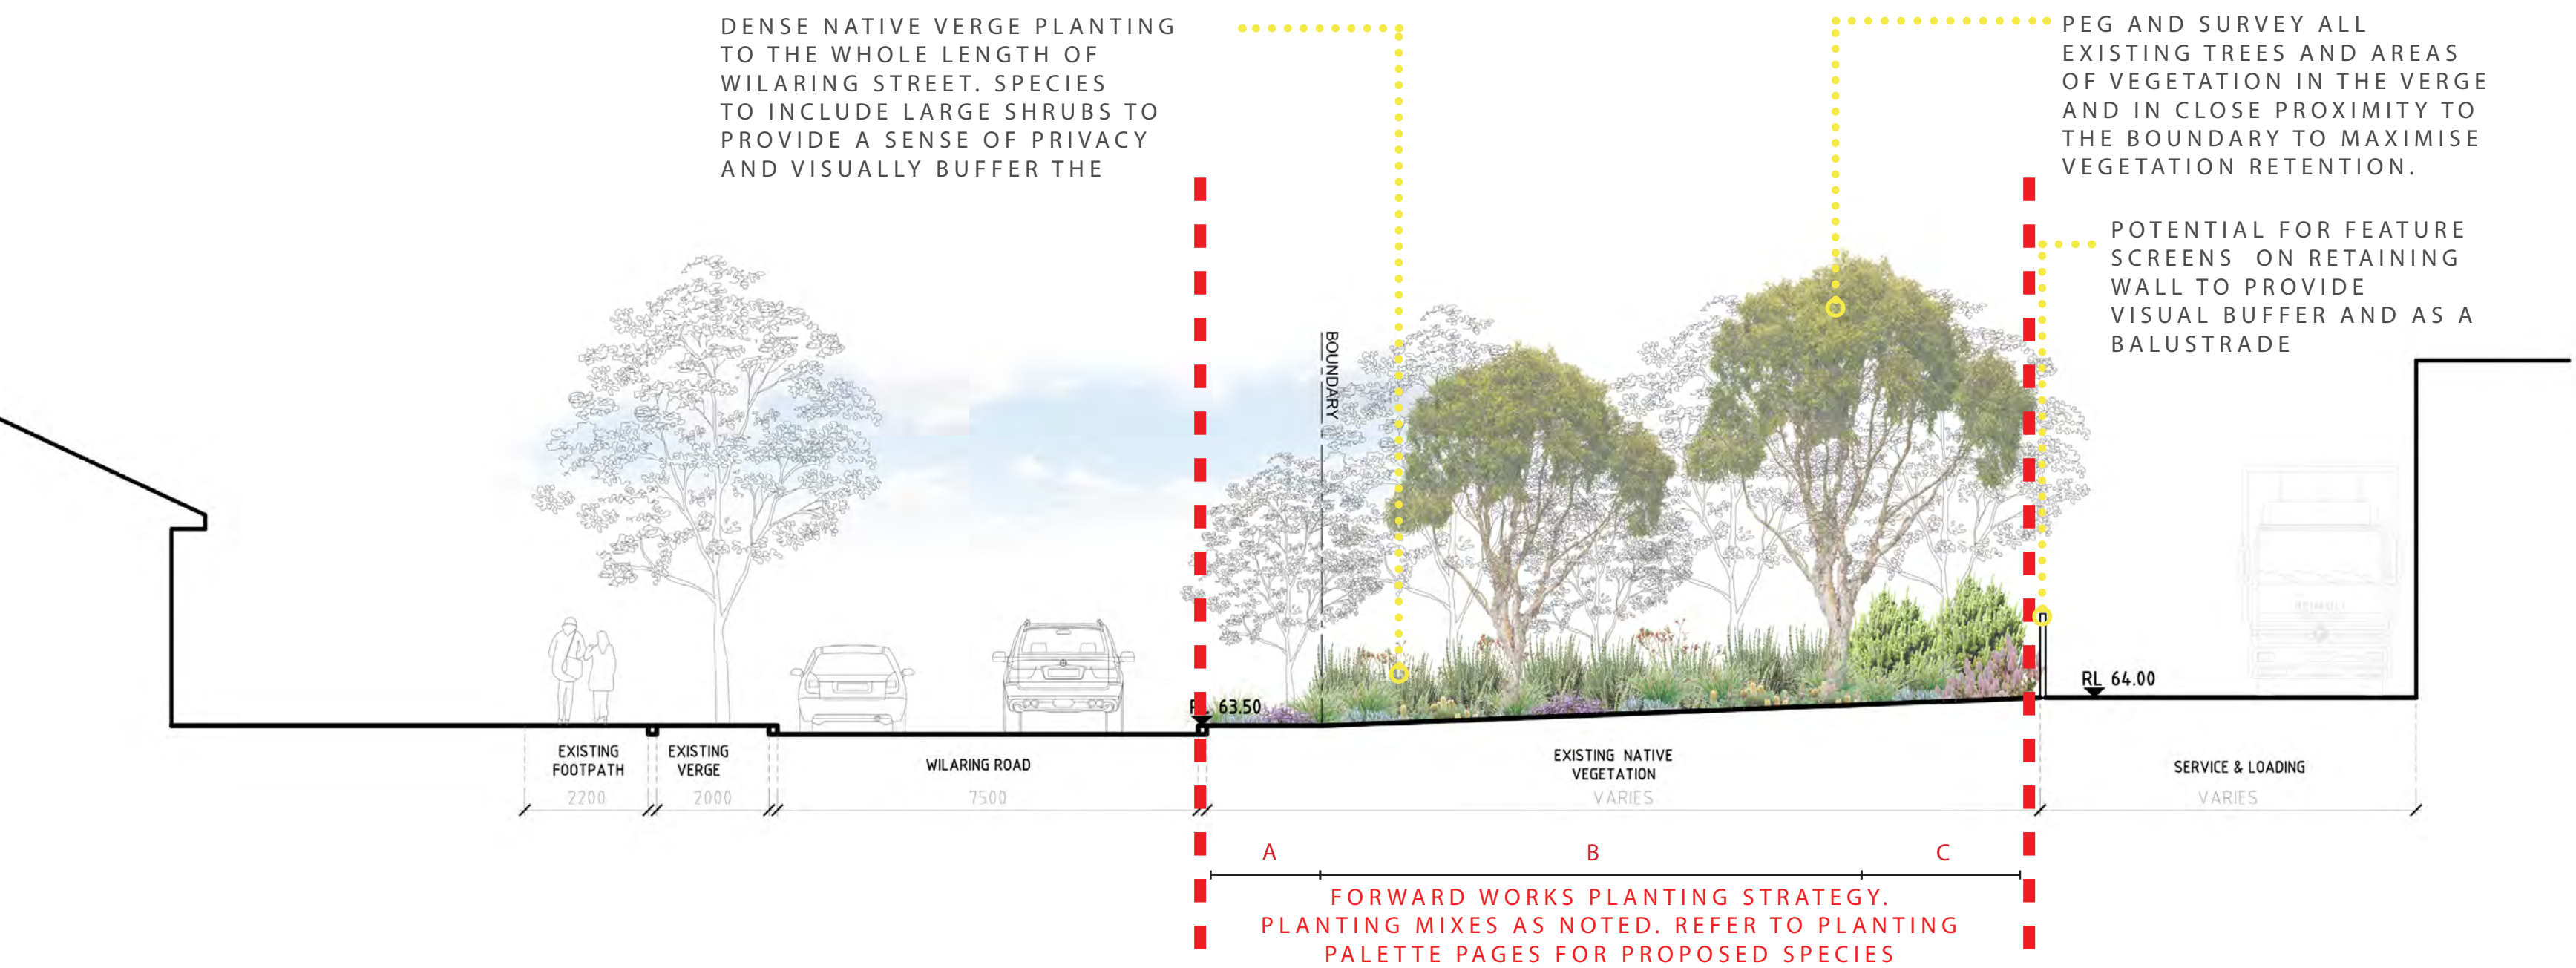 DENSE NATIVE VERGE PLANTING
TO THE WHOLE LENGTH OF
WILARING STREET. SPECIES
TO INCLUDE LARGE SHRUBS TO
PROVIDE A SENSE OF PRIVACY
AND VISUALLY BUFFER THE
PEG AND SURVEY ALL
EXISTING TREES AND AREAS
OF VEGETATION IN THE VERGE
AND IN CLOSE PROXIMITY TO
THE BOUNDARY TO MAXIMISE
VEGETATION RETENTION.
POTENTIAL FOR FEATURE
SCREENS ON RETAINING
WALL TO PROVIDE
VISUAL BUFFER AND AS A
BALUSTRADE
BOUNDARY
63.50
RL 64.00
EXISTING
FOOTPATH
2200
EXISTING
VERGE
2000
WILARING ROAD
7500
EXISTING NATIVE
VEGETATION
VARIES
SERVICE & LOADING
VARIES
A
B
C
FORWARD WORKS PLANTING STRATEGY.
PLANTING MIXES AS NOTED. REFER TO PLANTING
PALETTE PAGES FOR PROPOSED SPECIES